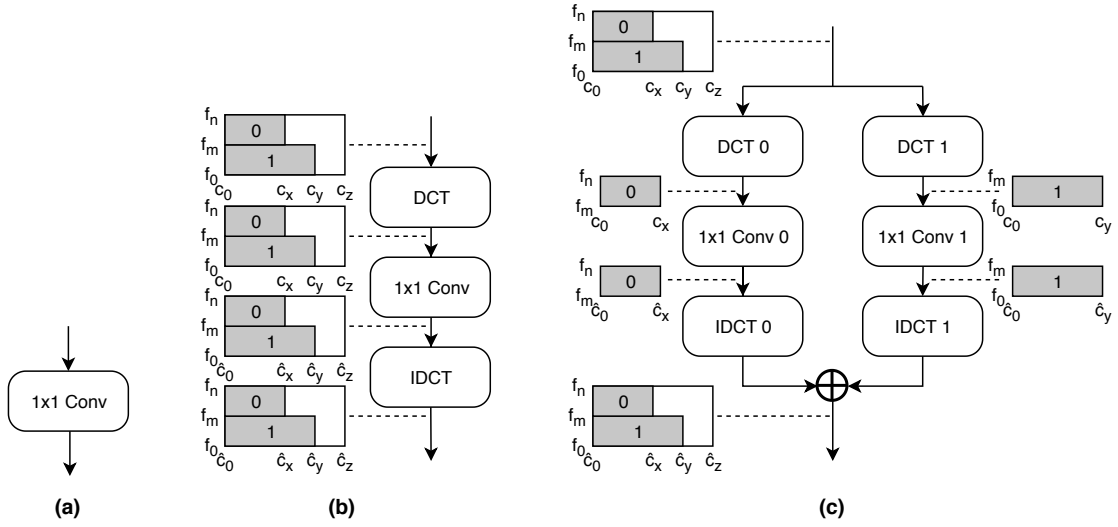 1x1 Conv
(a)
f_n
0
f_m
1
f_0
c_0 c_x c_y c_z
DCT
f_n
0
f_m
1
f_0
c_0 c_x c_y c_z
1x1 Conv
f_n
0
f_m
1
f_0
ĉ_0 ĉ_x ĉ_y ĉ_z
IDCT
f_n
0
f_m
1
f_0
ĉ_0 ĉ_x ĉ_y ĉ_z
(b)
f_n
0
f_m
1
f_0
c_0 c_x c_y c_z
DCT 0
DCT 1
f_n
0
f_m
c_0 c_x
f_m
1
f_0
c_0 c_y
1x1 Conv 0
1x1 Conv 1
f_n
0
f_m
ĉ_0 ĉ_x
f_m
1
f_0
ĉ_0 ĉ_y
IDCT 0
IDCT 1
f_n
0
f_m
1
f_0
ĉ_0 ĉ_x ĉ_y ĉ_z
(c)